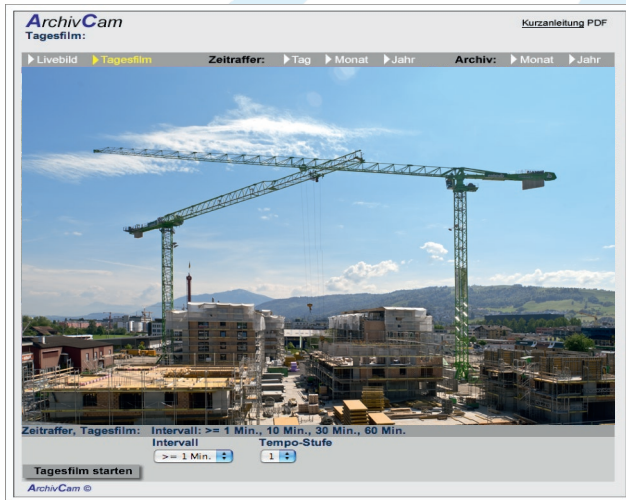 ArchivCam
Kurzanleitung PDF
Tagesfilm:
Livebild Tagesfilm Zeitraffer: Tag Monat Jahr Archiv: Monat Jahr
Zeitraffer, Tagesfilm: Intervall: >= 1 Min., 10 Min., 30 Min., 60 Min.
Intervall Tempo-Stufe
>= 1 Min. 1
Tagesfilm starten
ArchivCam ©